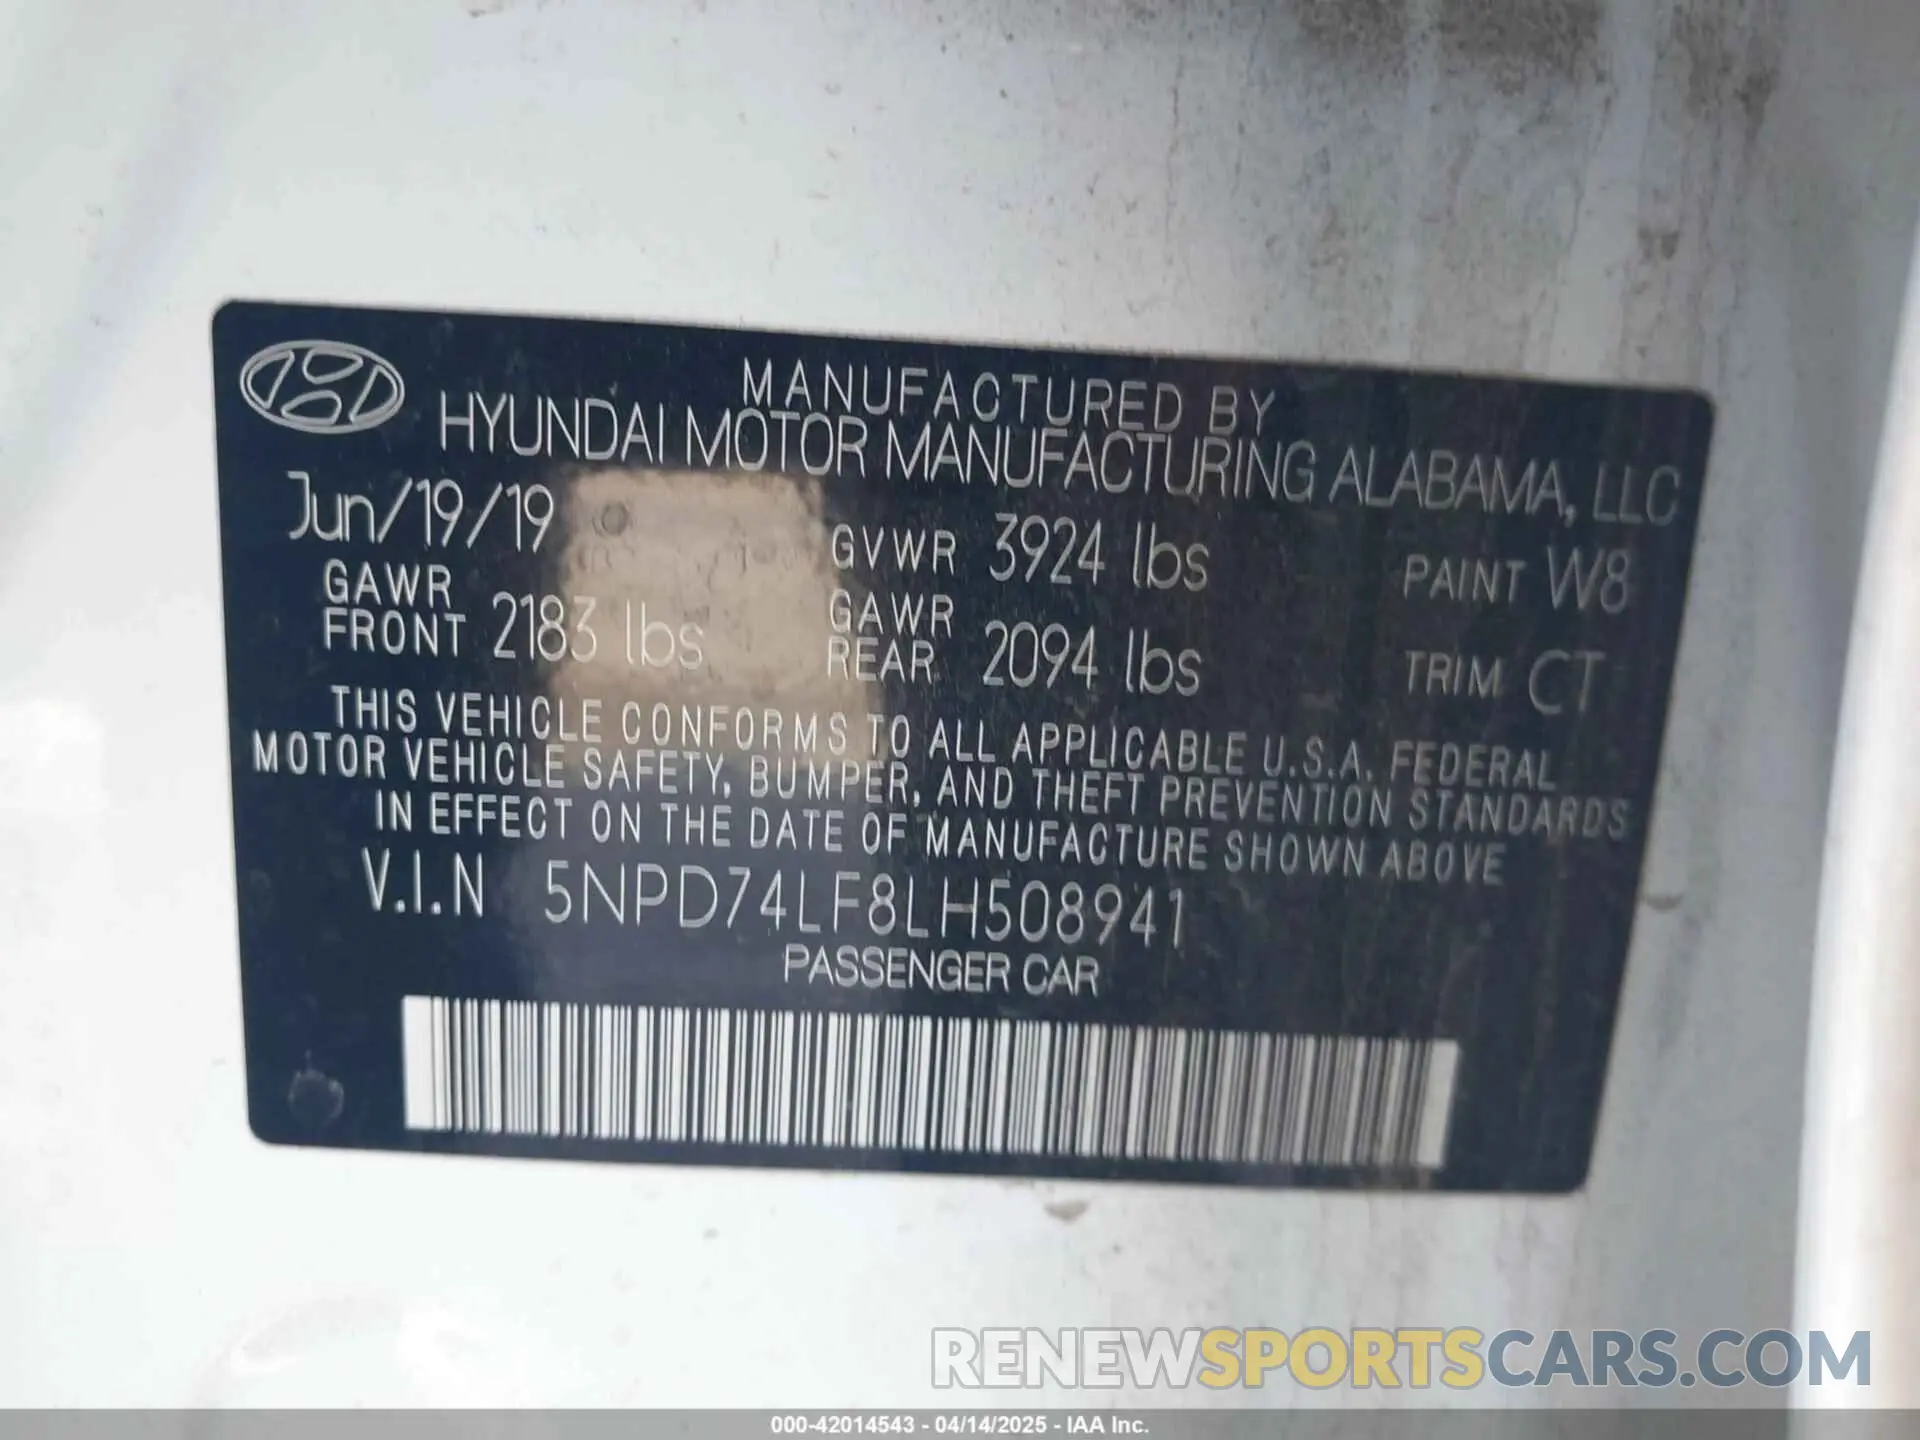 MANUFACTURED BY
HYUNDAI MOTOR MANUFACTURING ALABAMA, LLC
Jun/19/19 GVWR 3924 lbs PAINT W8
GAWR FRONT 2183 lbs GAWR REAR 2094 lbs TRIM CT
THIS VEHICLE CONFORMS TO ALL APPLICABLE U.S.A. FEDERAL
MOTOR VEHICLE SAFETY, BUMPER, AND THEFT PREVENTION STANDARDS
IN EFFECT ON THE DATE OF MANUFACTURE SHOWN ABOVE
V.I.N 5NPD74LF8LH508941
PASSENGER CAR
RENEWSPORTSCARS.COM
000-42014543 - 04/14/2025 - IAA Inc.